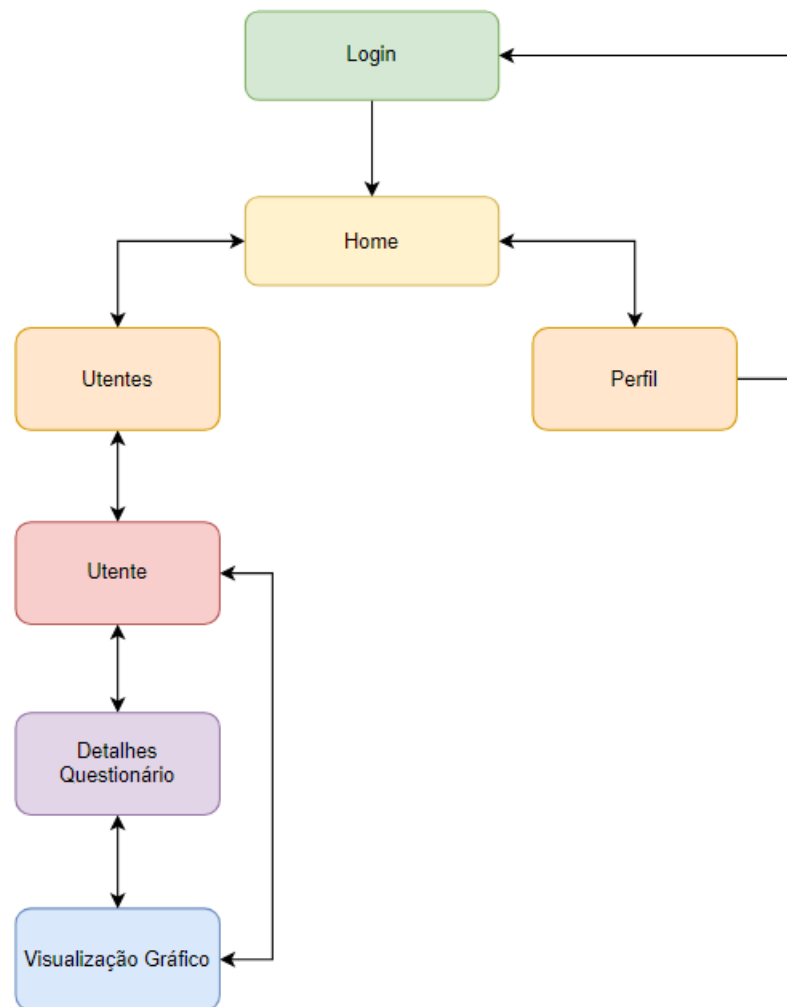 Login
Home
Utentes
Perfil
Utente
Detalhes
Questionário
Visualização Gráfico